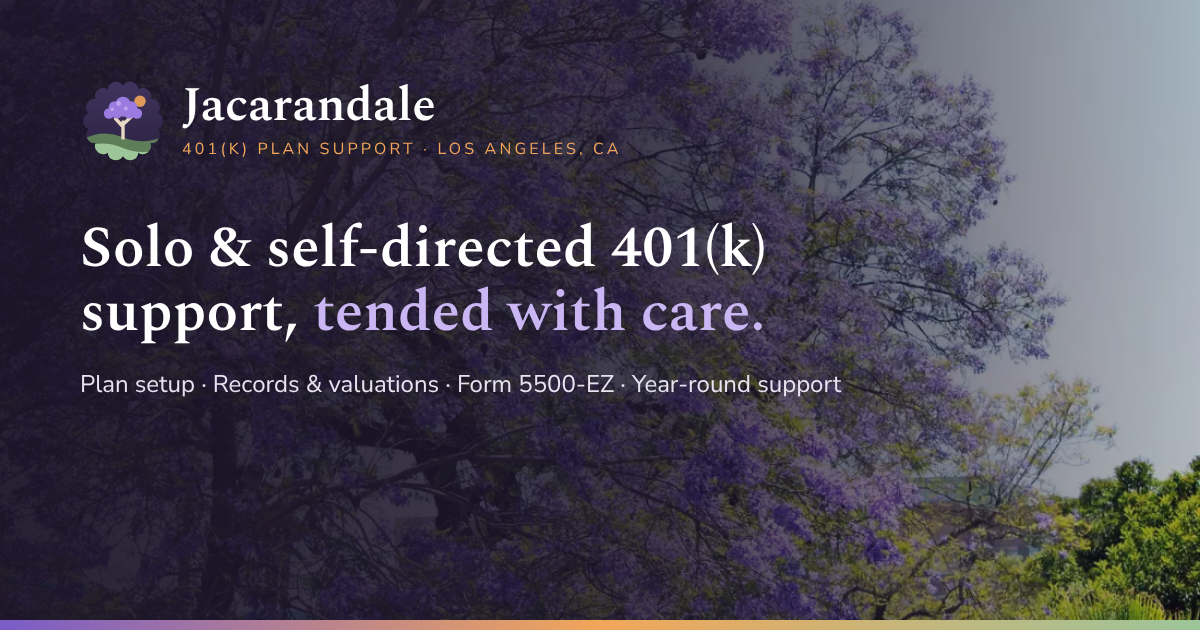 Jacarandale
401(K) PLAN SUPPORT · LOS ANGELES, CA
Solo & self-directed 401(k)
support, tended with care.
Plan setup · Records & valuations · Form 5500-EZ · Year-round support